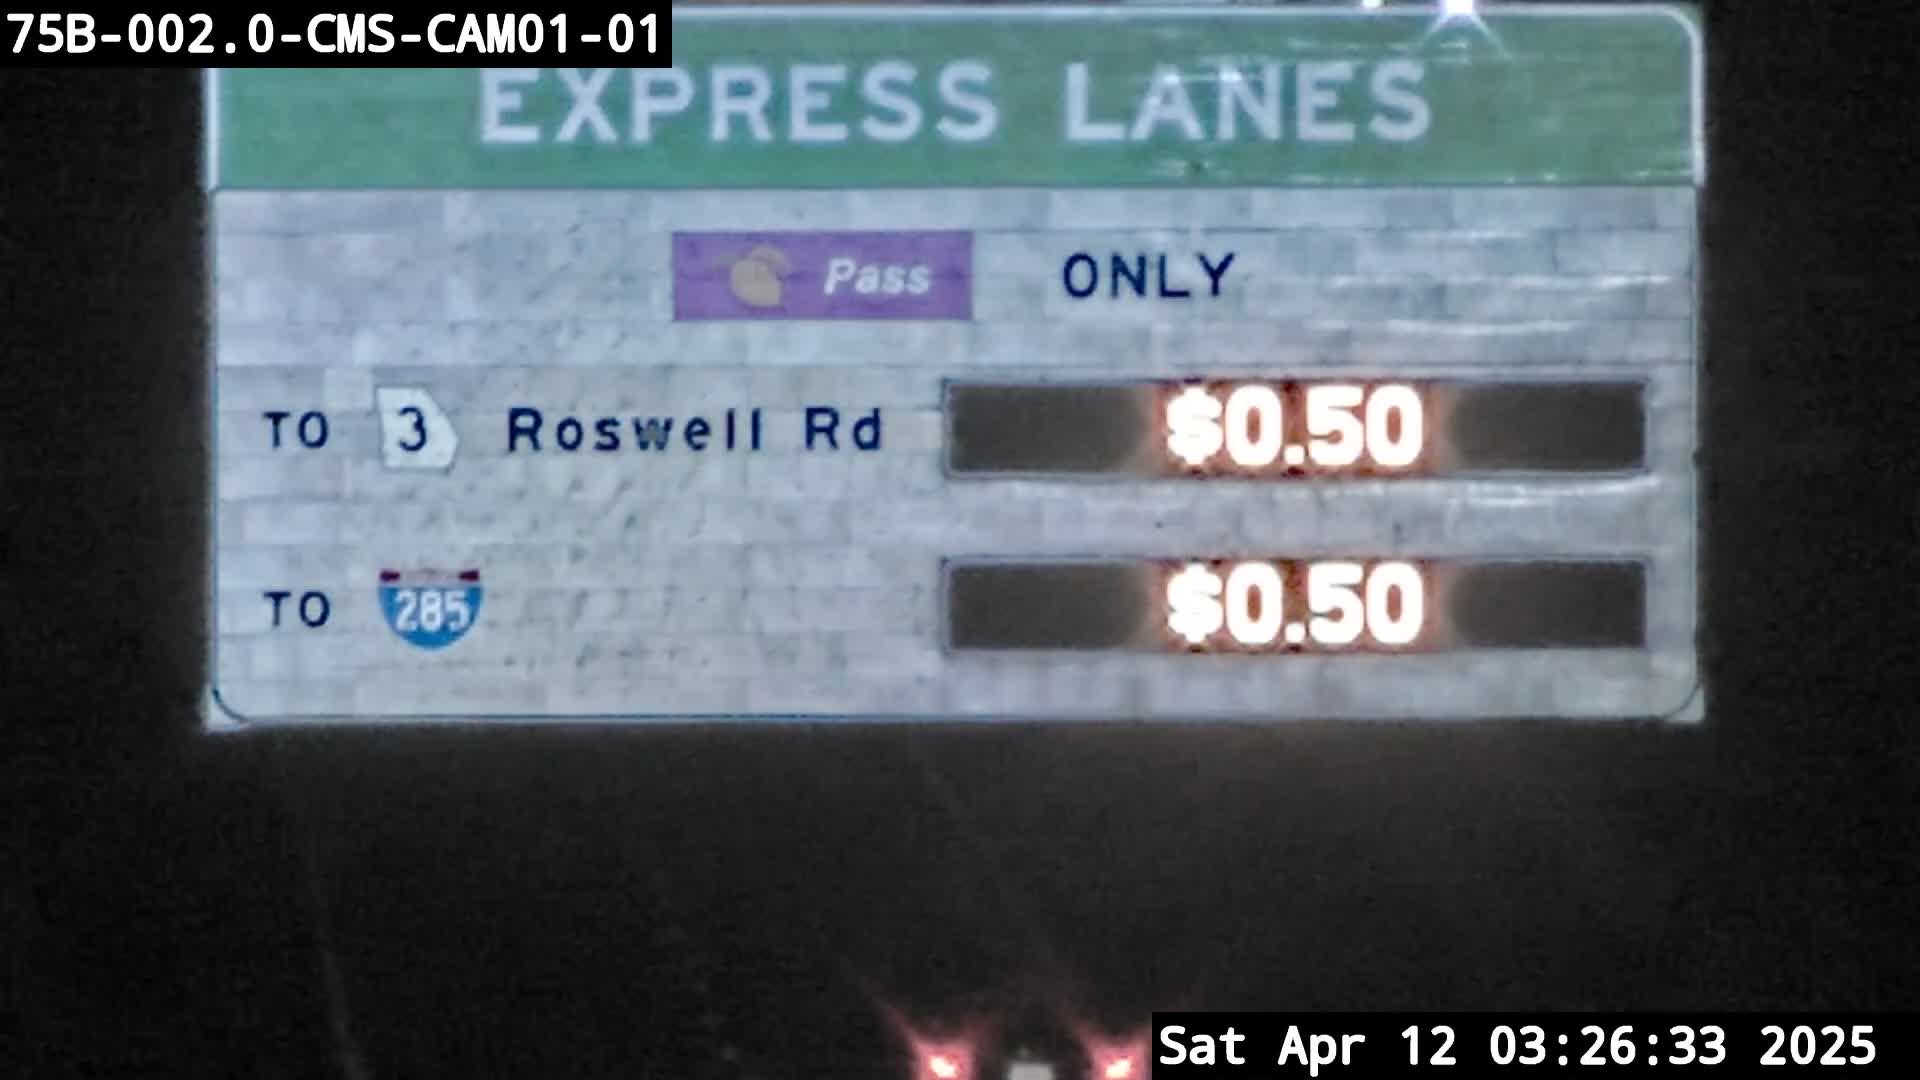 75B-002.0-CMS-CAM01-01
EXPRESS LANES
Pass ONLY
TO 3 Roswell Rd $0.50
TO 285 $0.50
Sat Apr 12 03:26:33 2025